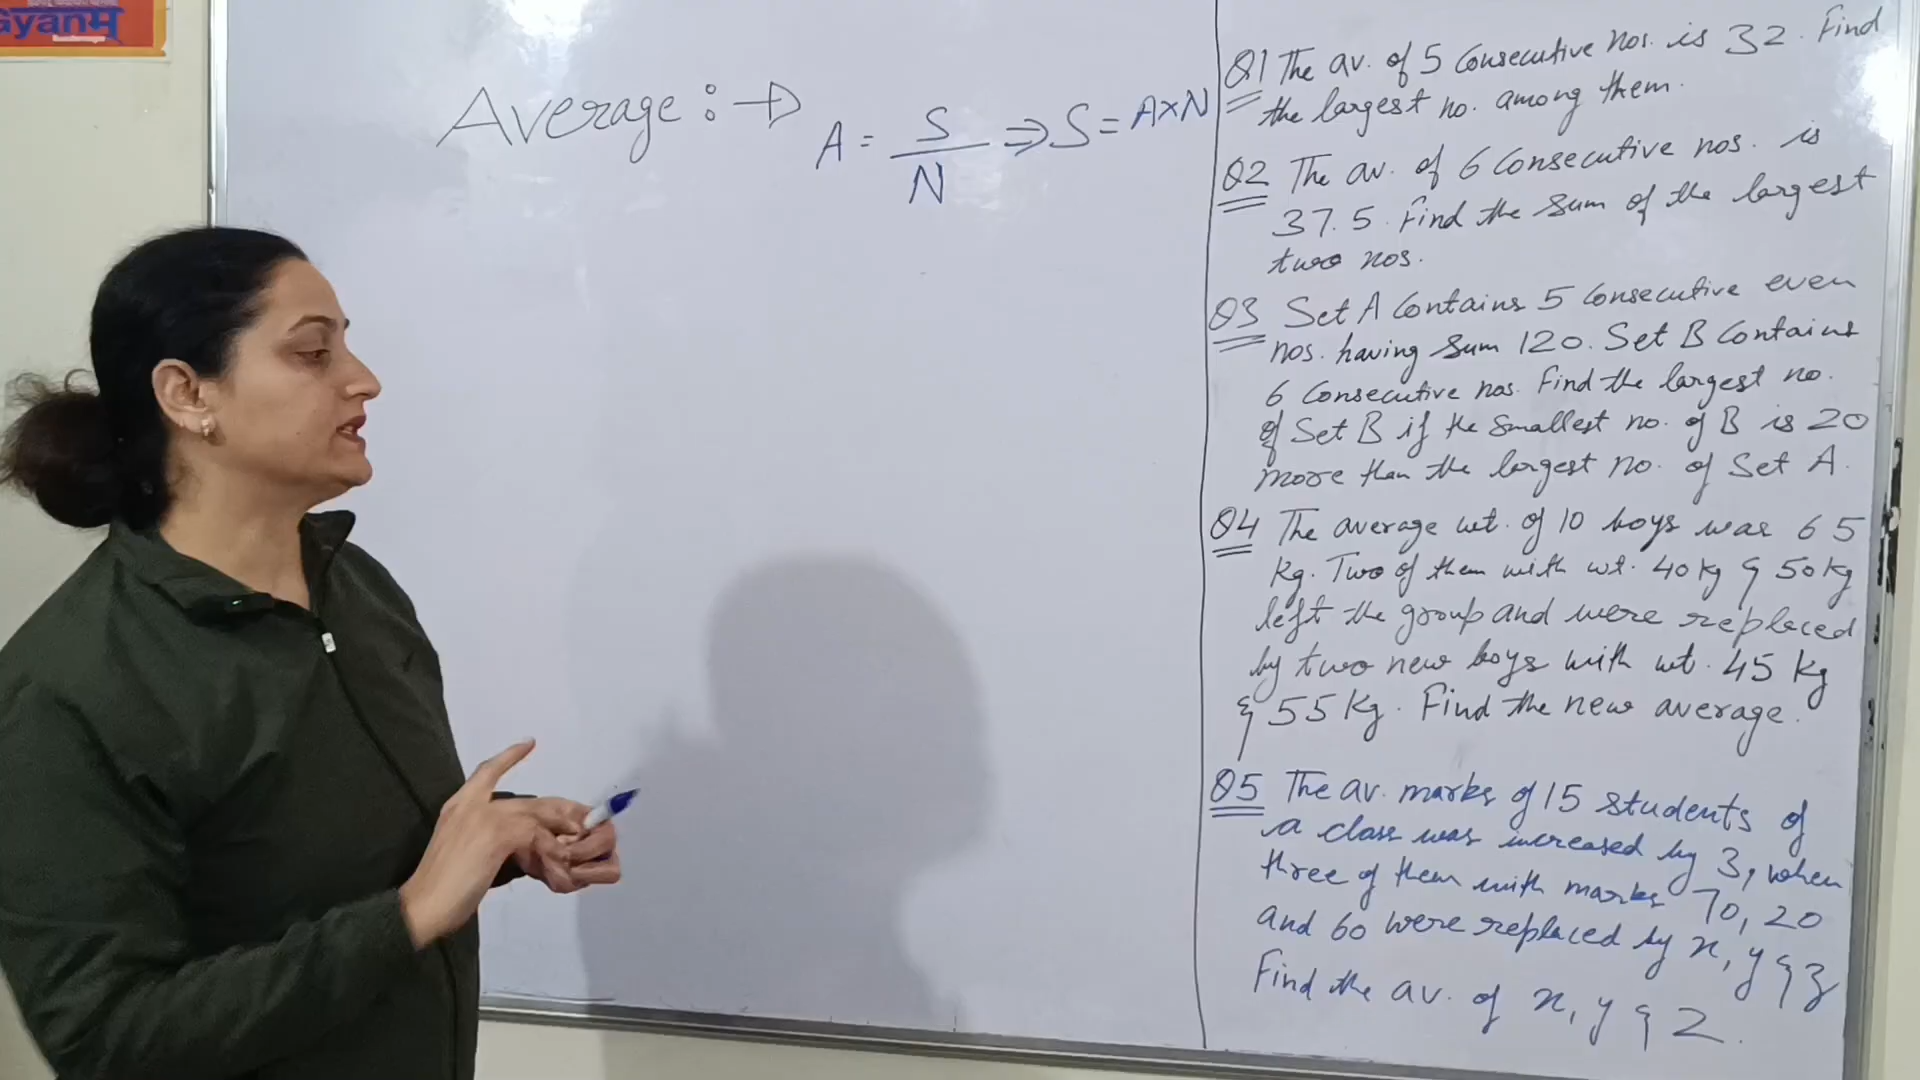 Gyanम्
Average :→
A = S/N ⇒ S = A×N
Q1 The av. of 5 Consecutive nos. is 32. Find
the largest no. among them.
Q2 The av. of 6 Consecutive nos. is
37.5. Find the sum of the largest
two nos.
Q3 Set A Contains 5 Consecutive even
nos. having sum 120. Set B Contains
6 Consecutive nos. Find the largest no.
of Set B if the smallest no. of B is 20
more than the largest no. of Set A.
Q4 The average wt. of 10 boys was 65
kg. Two of them with wt. 40 kg & 50 kg
left the group and were replaced
by two new boys with wt. 45 kg
& 55 kg. Find the new average.
Q5 The av. marks of 15 students of
a class was increased by 3, when
three of them with marks 70, 20
and 60 were replaced by x, y & z
Find the av. of x, y & z.